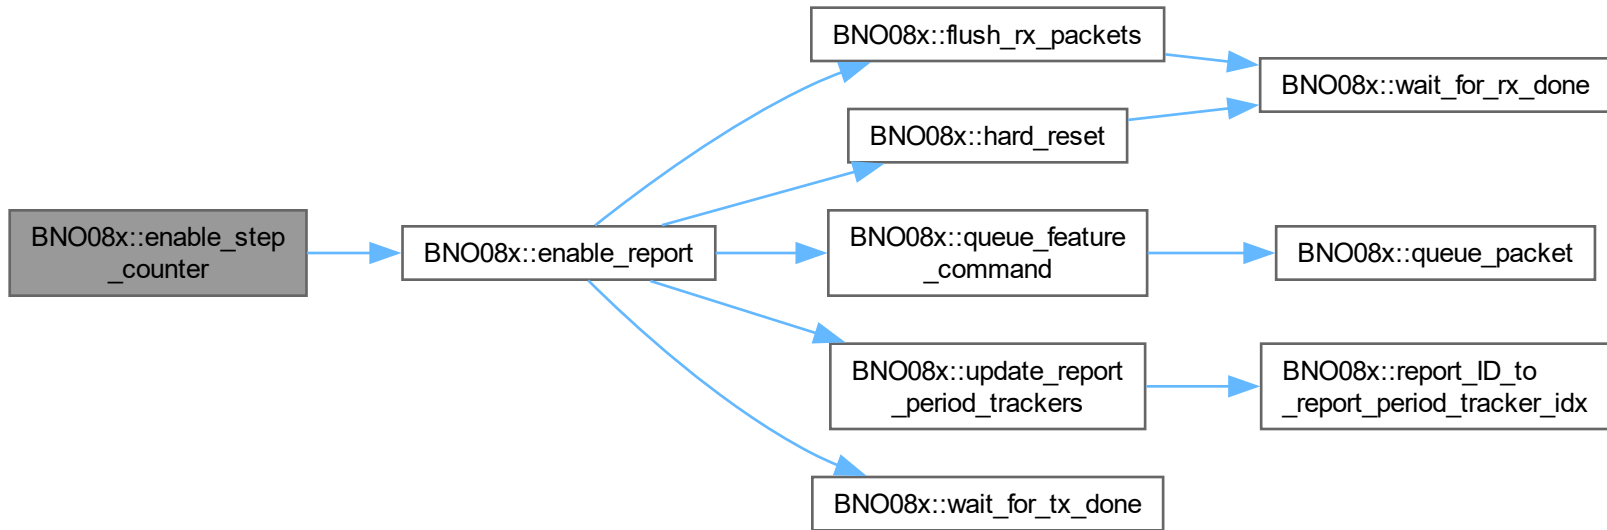 BNO08x::enable_step
_counter
BNO08x::enable_report
BNO08x::flush_rx_packets
BNO08x::hard_reset
BNO08x::queue_feature
_command
BNO08x::update_report
_period_trackers
BNO08x::wait_for_tx_done
BNO08x::wait_for_rx_done
BNO08x::queue_packet
BNO08x::report_ID_to
_report_period_tracker_idx